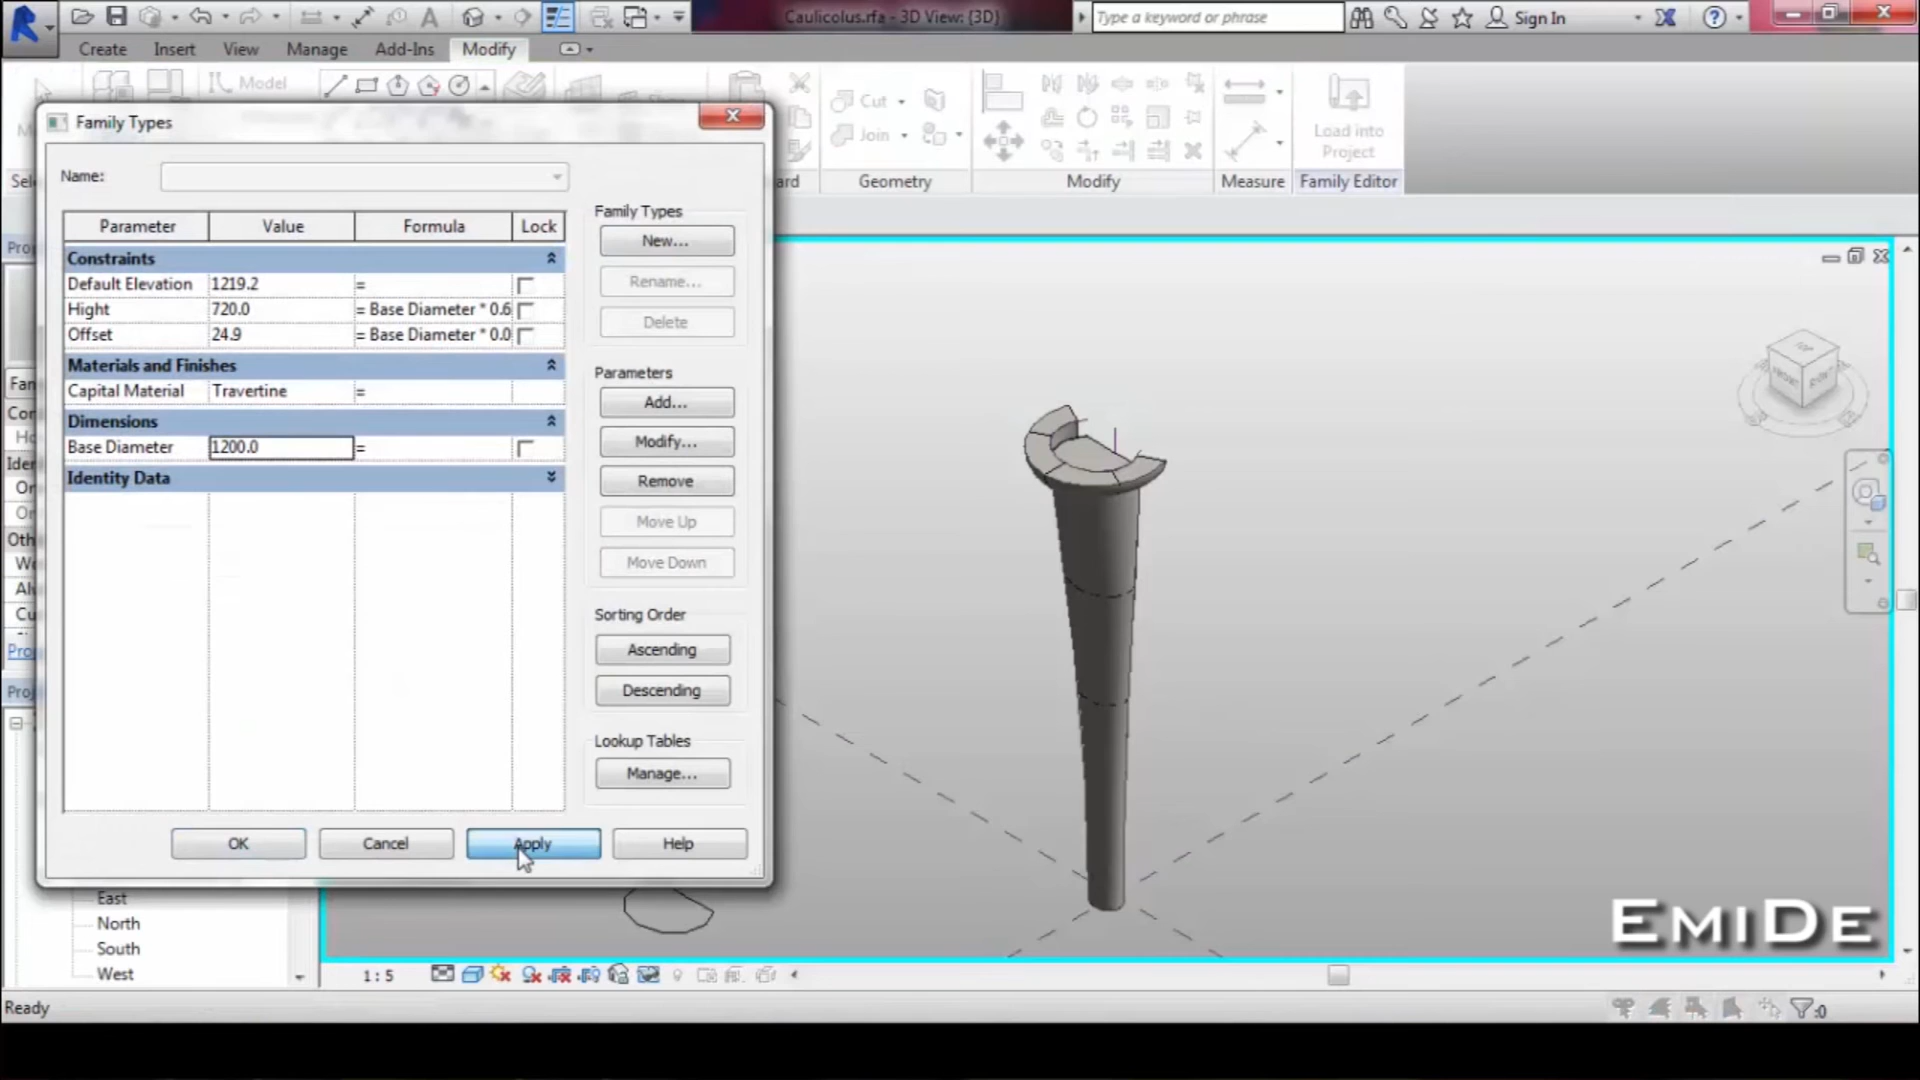 Caulicolus.rfa - 3D View: {3D}
Type a keyword or phrase
Sign In
Create Insert View Manage Add-Ins Modify
Model
Cut
Join
Load into
Project
Geometry
Modify
Measure
Family Editor
Family Types
Name:
Parameter Value Formula Lock
Constraints
Default Elevation 1219.2 =
Hight 720.0 = Base Diameter * 0.6
Offset 24.9 = Base Diameter * 0.0
Materials and Finishes
Capital Material Travertine =
Dimensions
Base Diameter 1200.0 =
Identity Data
Family Types
New...
Rename...
Delete
Parameters
Add...
Modify...
Remove
Move Up
Move Down
Sorting Order
Ascending
Descending
Lookup Tables
Manage...
OK Cancel Apply Help
TOP
FRONT
RIGHT
East
North
South
West
1 : 5
EmiDe
Ready
:0